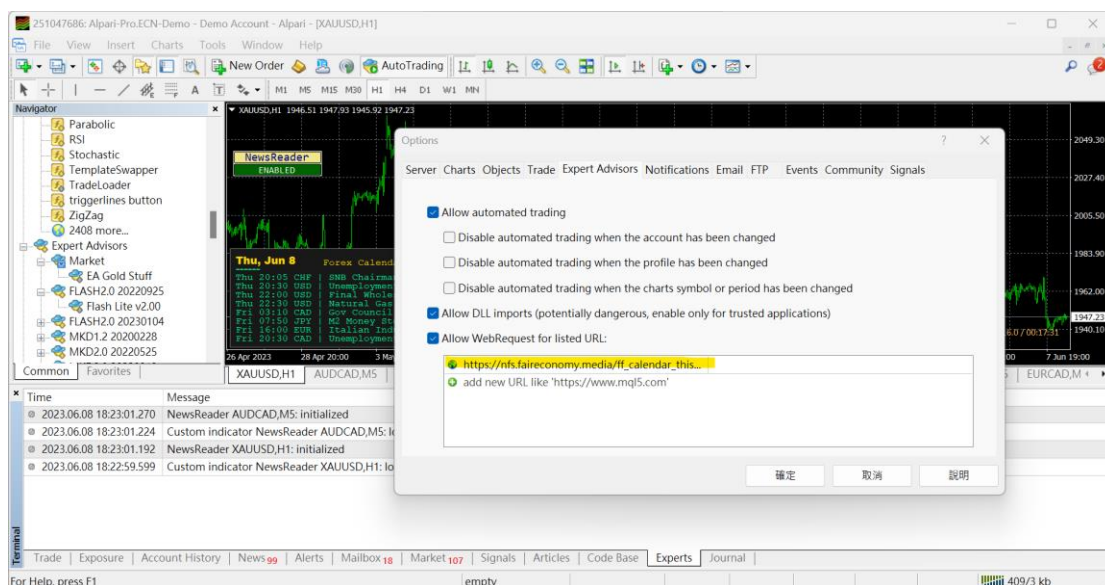 251047686: Alpari-Pro.ECN-Demo - Demo Account - Alpari - [XAUUSD,H1]
File View Insert Charts Tools Window Help
New Order AutoTrading
A T M1 M5 M15 M30 H1 H4 D1 W1 MN
2
Navigator
Parabolic
RSI
Stochastic
TemplateSwapper
TradeLoader
triggerlines button
ZigZag
2408 more...
Expert Advisors
Market
EA Gold Stuff
FLASH2.0 20220925
Flash Lite v2.00
FLASH2.0 20230104
MKD1.2 20200228
MKD2.0 20220525
Common Favorites
XAUUSD,H1 1946.51 1947.93 1945.92 1947.23
NewsReader
ENABLED
Thu, Jun 8 Forex Calend
Thu 20:05 CHF | SNB Chairma
Thu 20:30 USD | Unemploymen
Thu 22:00 USD | Final Whole
Thu 22:30 USD | Natural Gas
Fri 03:10 CAD | Gov Council
Fri 07:50 JPY | M2 Money St
Fri 16:00 EUR | Italian Ind
Fri 20:30 CAD | Unemploymen
26 Apr 2023 28 Apr 20:00 3 Ma
7 Jun 19:00
2049.30
2027.40
2005.50
1983.90
1962.00
1947.23
1940.10
6.0 / 00:17:31
XAUUSD,H1 AUDCAD,M5
EURCAD,M
Options
Server Charts Objects Trade Expert Advisors Notifications Email FTP Events Community Signals
Allow automated trading
Disable automated trading when the account has been changed
Disable automated trading when the profile has been changed
Disable automated trading when the charts symbol or period has been changed
Allow DLL imports (potentially dangerous, enable only for trusted applications)
Allow WebRequest for listed URL:
https://nfs.faireconomy.media/ff_calendar_this...
add new URL like 'https://www.mql5.com'
確定 取消 說明
Time Message
2023.06.08 18:23:01.270 NewsReader AUDCAD,M5: initialized
2023.06.08 18:23:01.224 Custom indicator NewsReader AUDCAD,M5: l
2023.06.08 18:23:01.192 NewsReader XAUUSD,H1: initialized
2023.06.08 18:22:59.599 Custom indicator NewsReader XAUUSD,H1: lo
Terminal
Trade | Exposure | Account History | News 99 | Alerts | Mailbox 18 | Market 107 | Signals | Articles | Code Base | Experts | Journal
For Help, press F1 empty 409/3 kb